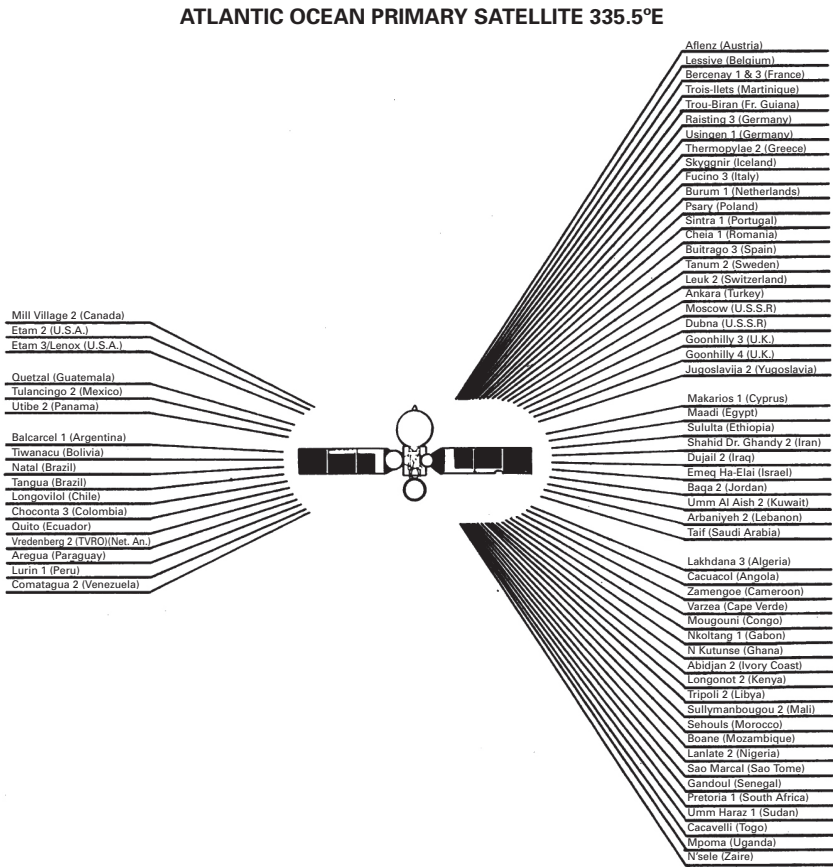 ATLANTIC OCEAN PRIMARY SATELLITE 335.5ºE
Mill Village 2 (Canada)
Etam 2 (U.S.A.)
Etam 3/Lenox (U.S.A.)
Quetzal (Guatemala)
Tulancingo 2 (Mexico)
Utibe 2 (Panama)
Balcarcel 1 (Argentina)
Tiwanacu (Bolivia)
Natal (Brazil)
Tangua (Brazil)
Longovilol (Chile)
Choconta 3 (Colombia)
Quito (Ecuador)
Vredenberg 2 (TVRO)(Net. An.)
Aregua (Paraguay)
Lurin 1 (Peru)
Comatagua 2 (Venezuela)
Aflenz (Austria)
Lessive (Belgium)
Bercenay 1 & 3 (France)
Trois-Ilets (Martinique)
Trou-Biran (Fr. Guiana)
Raisting 3 (Germany)
Usingen 1 (Germany)
Thermopylae 2 (Greece)
Skyggnir (Iceland)
Fucino 3 (Italy)
Burum 1 (Netherlands)
Psary (Poland)
Sintra 1 (Portugal)
Cheia 1 (Romania)
Buitrago 3 (Spain)
Tanum 2 (Sweden)
Leuk 2 (Switzerland)
Ankara (Turkey)
Moscow (U.S.S.R)
Dubna (U.S.S.R)
Goonhilly 3 (U.K.)
Goonhilly 4 (U.K.)
Jugoslavija 2 (Yugoslavia)
Makarios 1 (Cyprus)
Maadi (Egypt)
Sululta (Ethiopia)
Shahid Dr. Ghandy 2 (Iran)
Dujail 2 (Iraq)
Emeq Ha-Elai (Israel)
Baqa 2 (Jordan)
Umm Al Aish 2 (Kuwait)
Arbaniyeh 2 (Lebanon)
Taif (Saudi Arabia)
Lakhdana 3 (Algeria)
Cacuacol (Angola)
Zamengoe (Cameroon)
Varzea (Cape Verde)
Mougouni (Congo)
Nkoltang 1 (Gabon)
N Kutunse (Ghana)
Abidjan 2 (Ivory Coast)
Longonot 2 (Kenya)
Tripoli 2 (Libya)
Sullymanbougou 2 (Mali)
Sehouls (Morocco)
Boane (Mozambique)
Lanlate 2 (Nigeria)
Sao Marcal (Sao Tome)
Gandoul (Senegal)
Pretoria 1 (South Africa)
Umm Haraz 1 (Sudan)
Cacavelli (Togo)
Mpoma (Uganda)
N'sele (Zaire)